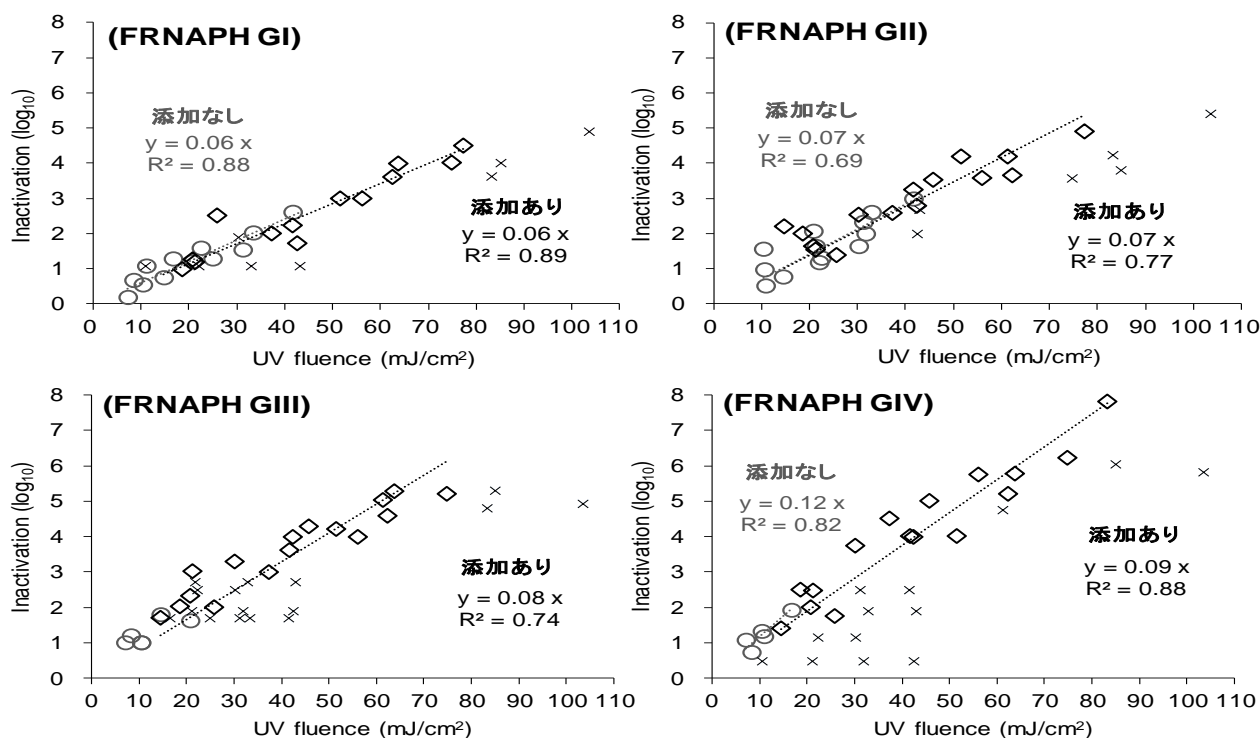 (FRNAPH GI)
8
7
6
5
4
3
2
1
0
Inactivation (log₁₀)
添加なし
y = 0.06 x
R² = 0.88
添加あり
y = 0.06 x
R² = 0.89
0 10 20 30 40 50 60 70 80 90 100 110
UV fluence (mJ/cm²)
(FRNAPH GII)
8
7
6
5
4
3
2
1
0
Inactivation (log₁₀)
添加なし
y = 0.07 x
R² = 0.69
添加あり
y = 0.07 x
R² = 0.77
0 10 20 30 40 50 60 70 80 90 100 110
UV fluence (mJ/cm²)
(FRNAPH GIII)
8
7
6
5
4
3
2
1
0
Inactivation (log₁₀)
添加あり
y = 0.08 x
R² = 0.74
0 10 20 30 40 50 60 70 80 90 100 110
UV fluence (mJ/cm²)
(FRNAPH GIV)
8
7
6
5
4
3
2
1
0
Inactivation (log₁₀)
添加なし
y = 0.12 x
R² = 0.82
添加あり
y = 0.09 x
R² = 0.88
0 10 20 30 40 50 60 70 80 90 100 110
UV fluence (mJ/cm²)